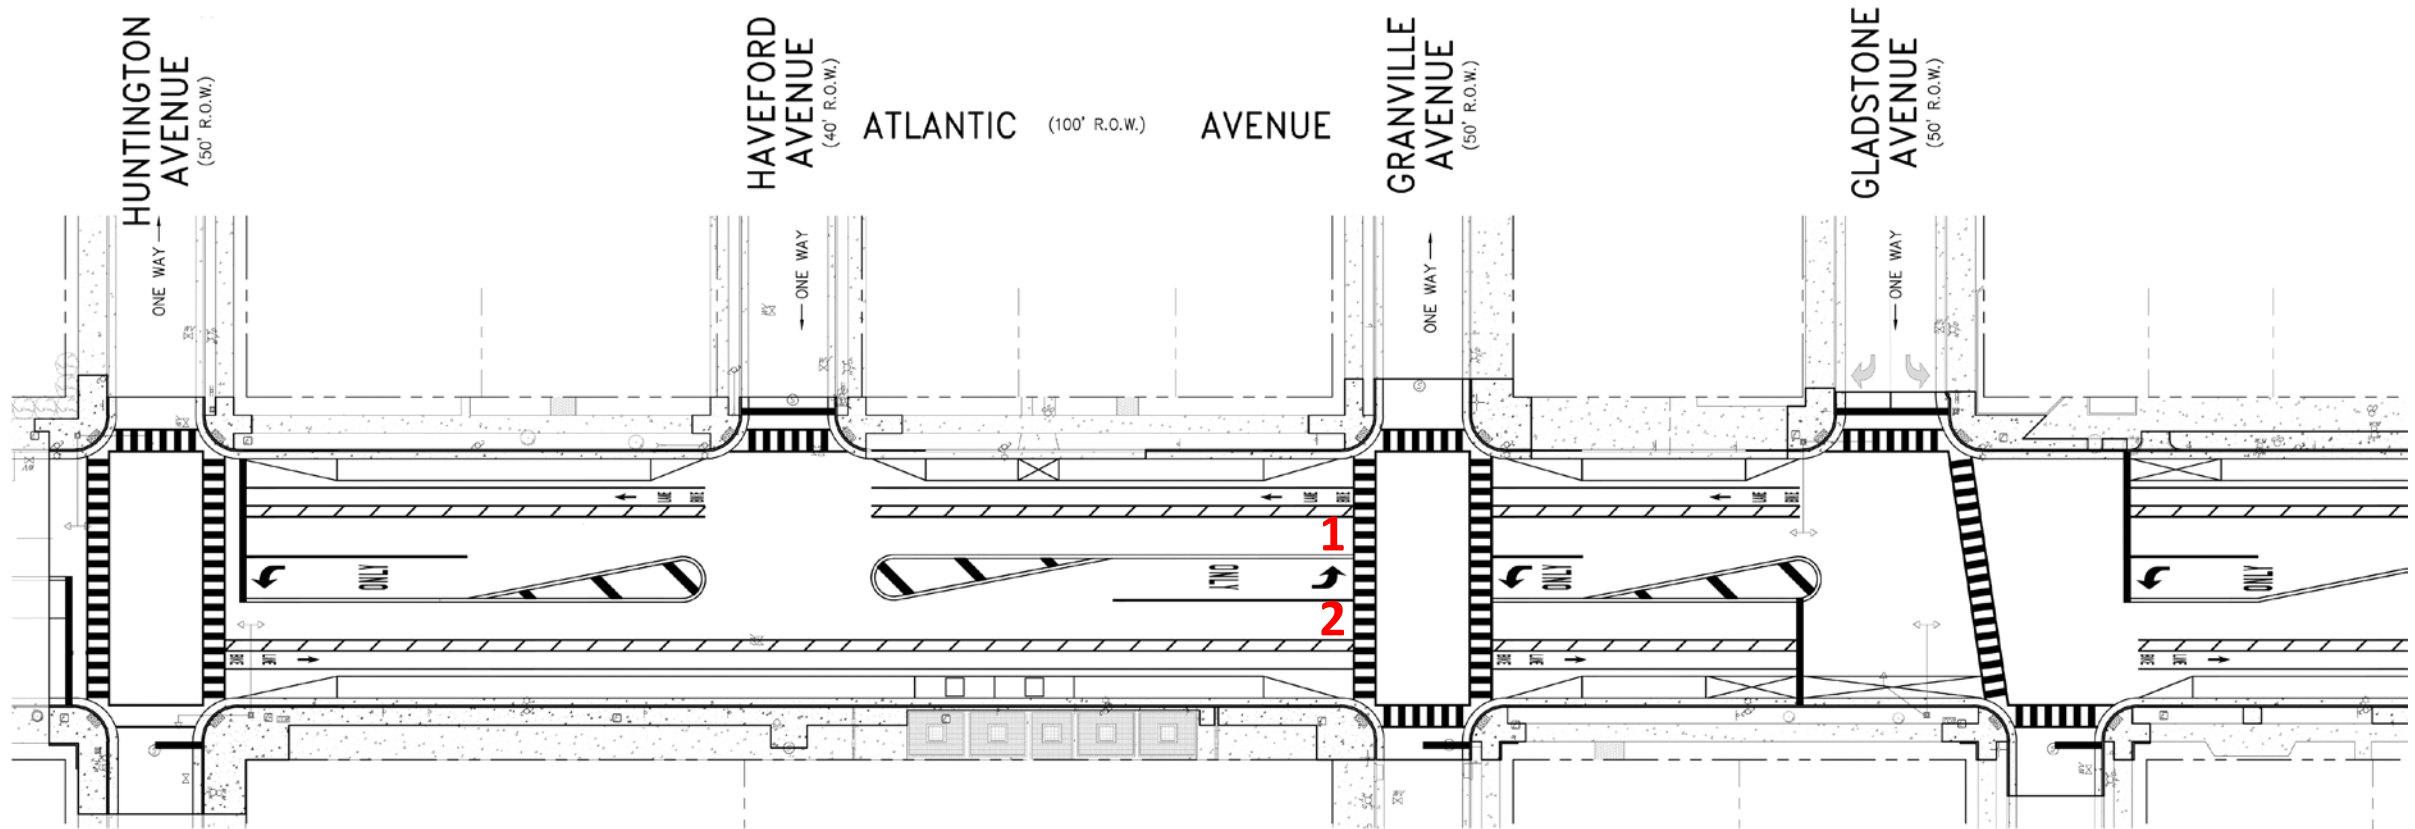 HUNTINGTON
AVENUE
(50' R.O.W.)
HAVEFORD
AVENUE
(40' R.O.W.)
ATLANTIC (100' R.O.W.) AVENUE
GRANVILLE
AVENUE
(50' R.O.W.)
GLADSTONE
AVENUE
(50' R.O.W.)
ONE WAY
ONE WAY
ONE WAY
ONE WAY
LANE BIKE
LANE BIKE
LANE BIKE
1
ONLY
ONLY
ONLY
ONLY
2
BIKE LANE
BIKE LANE
BIKE LANE